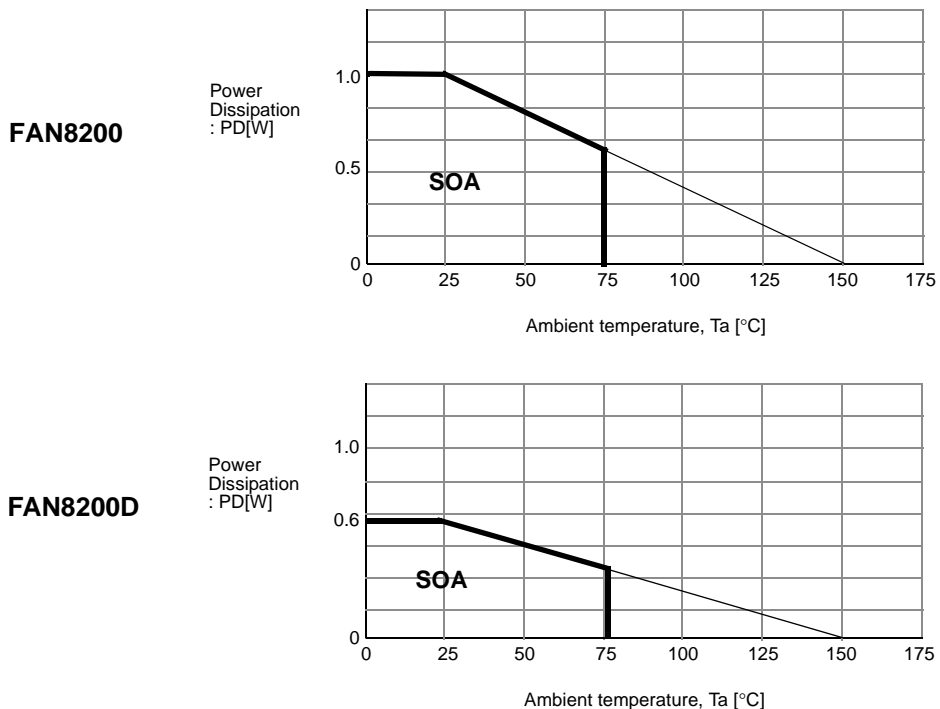 FAN8200
Power
Dissipation
: PD[W]
1.0
0.5
0
SOA
0 25 50 75 100 125 150 175
Ambient temperature, Ta [°C]
FAN8200D
Power
Dissipation
: PD[W]
1.0
0.6
0
SOA
0 25 50 75 100 125 150 175
Ambient temperature, Ta [°C]